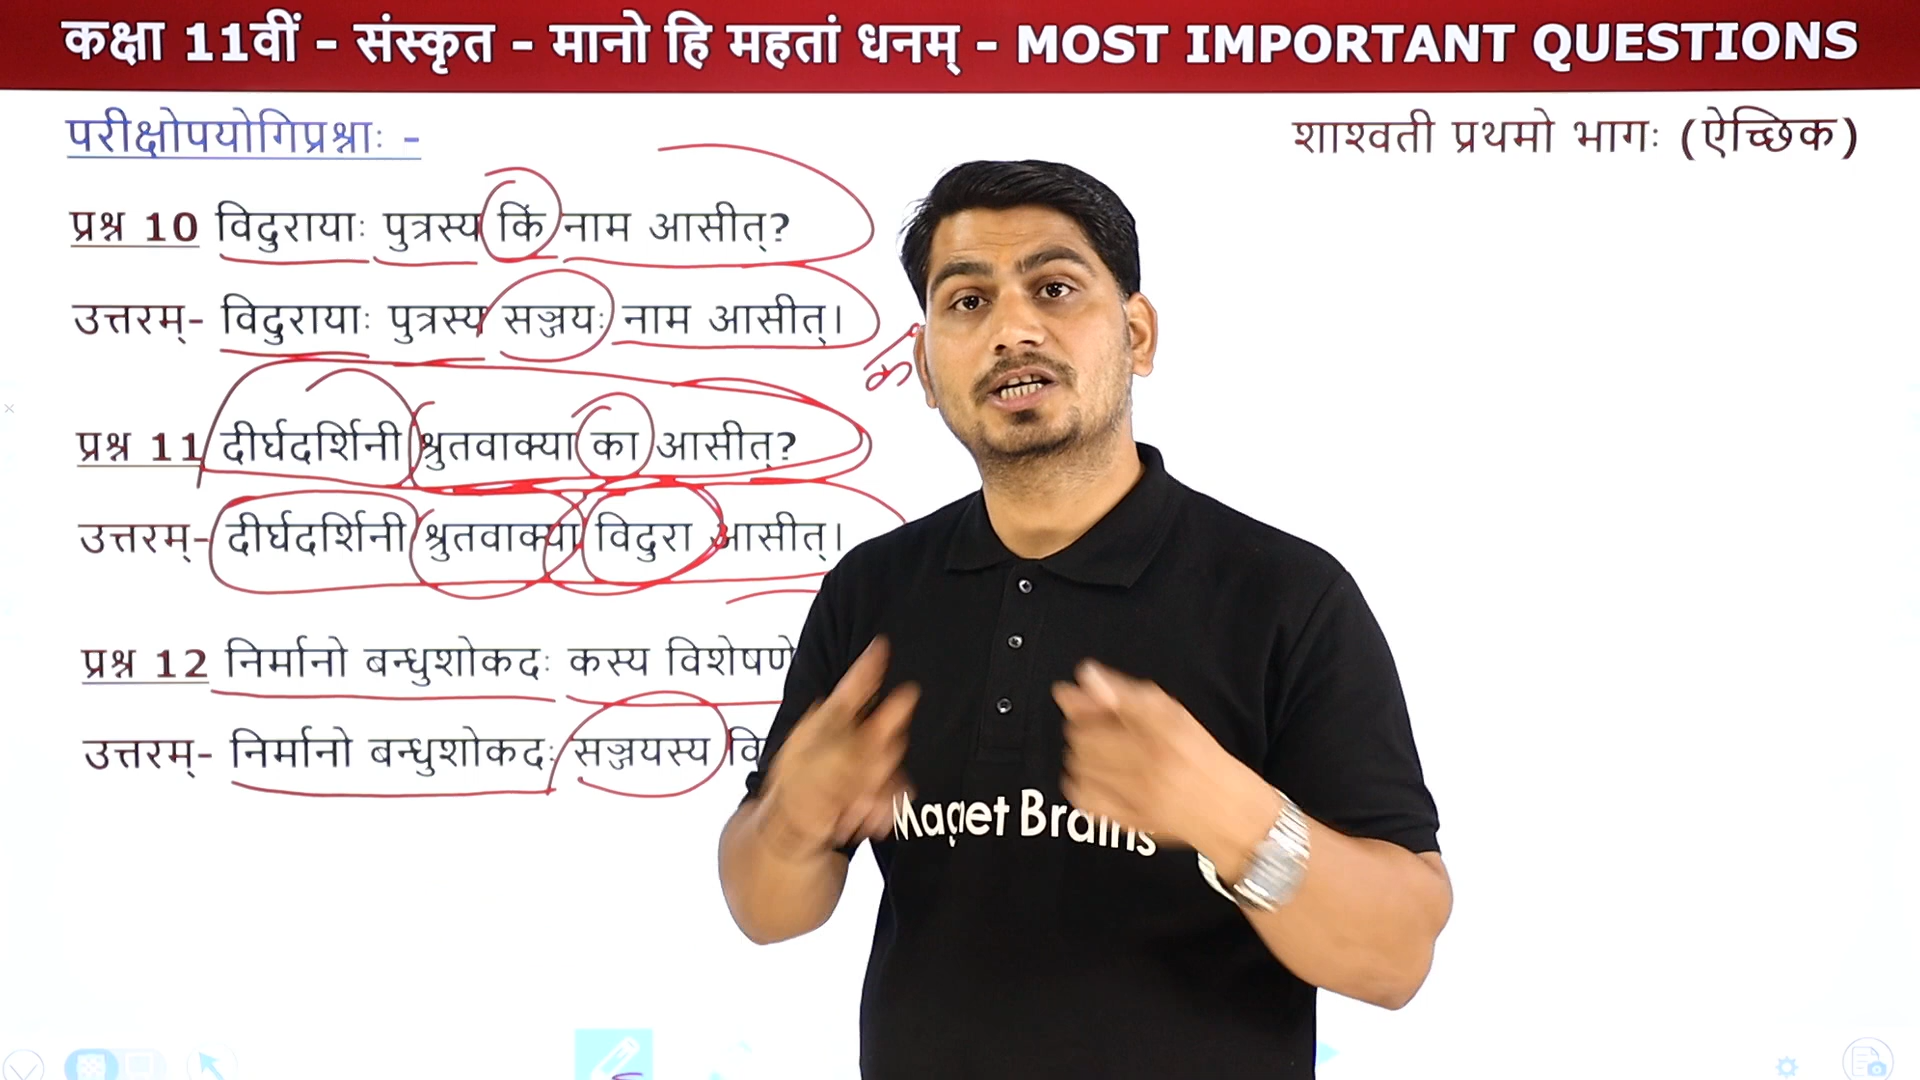 कक्षा 11वीं - संस्कृत - मानो हि महतां धनम् - MOST IMPORTANT QUESTIONS
परीक्षोपयोगिप्रश्नाः -
शाश्वती प्रथमो भागः (ऐच्छिक)
प्रश्न 10 विदुरायाः पुत्रस्य किं नाम आसीत्?
उत्तरम्- विदुरायाः पुत्रस्य सञ्जयः नाम आसीत्।
प्रश्न 11 दीर्घदर्शिनी श्रुतवाक्या का आसीत्?
उत्तरम्- दीर्घदर्शिनी श्रुतवाक्या विदुरा आसीत्।
प्रश्न 12 निर्मानो बन्धुशोकदः कस्य विशेषणे
उत्तरम्- निर्मानो बन्धुशोकदः सञ्जयस्य वि
Magnet Brains